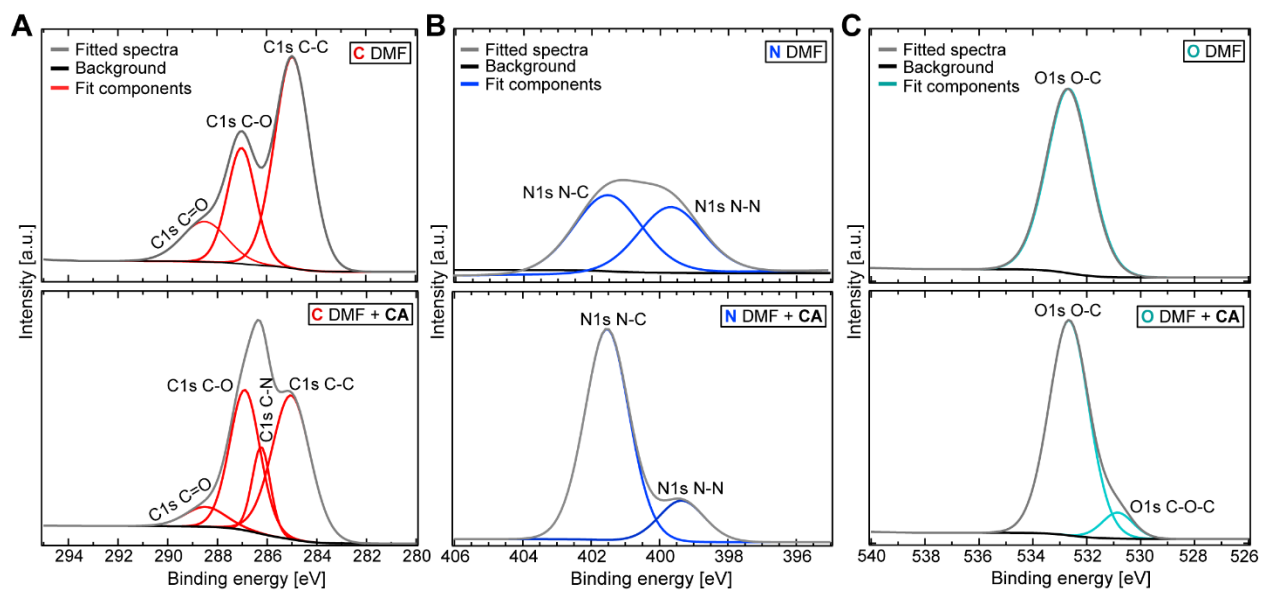 A
Intensity [a.u.]
Fitted spectra
Background
Fit components
C1s C-C
C DMF
C1s C-O
C1s C=O
C DMF + CA
C1s C-O
C1s C-N
C1s C-C
C1s C=O
294 292 290 288 286 284 282 280
Binding energy [eV]
B
Intensity [a.u.]
Fitted spectra
Background
Fit components
N DMF
N1s N-C
N1s N-N
N DMF + CA
N1s N-C
N1s N-N
406 404 402 400 398 396
Binding energy [eV]
C
Intensity [a.u.]
Fitted spectra
Background
Fit components
O DMF
O1s O-C
O DMF + CA
O1s O-C
O1s C-O-C
540 538 536 534 532 530 528 526
Binding energy [eV]